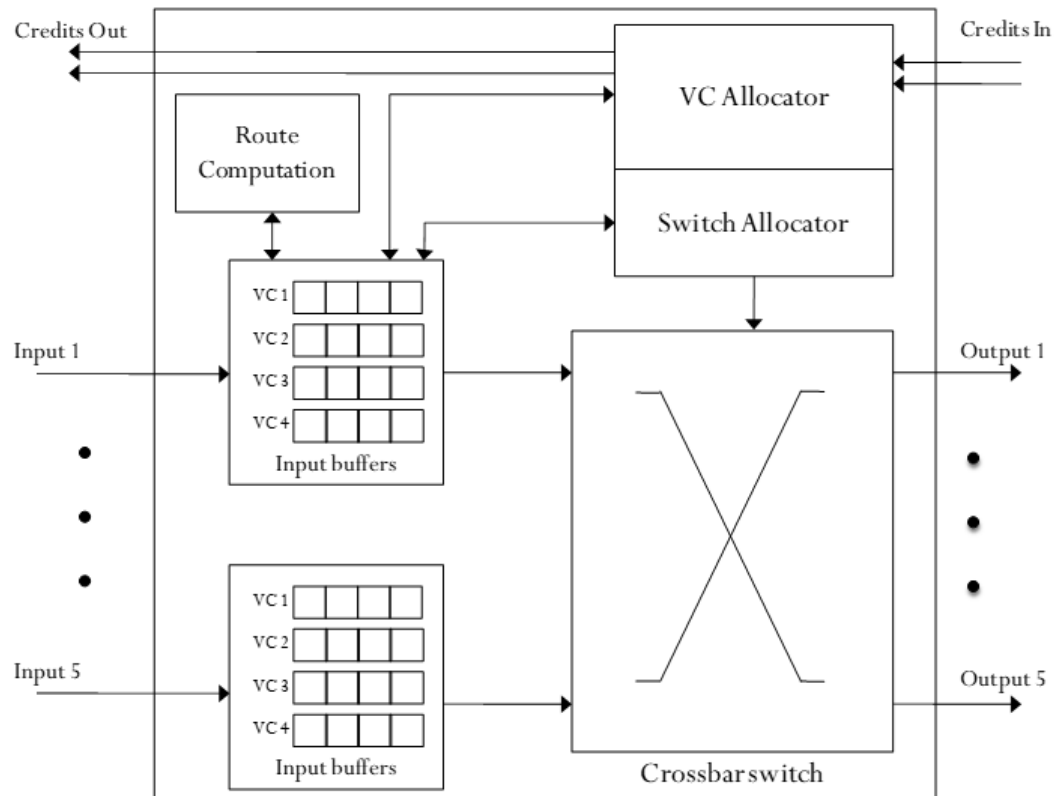 Credits Out
Credits In
VC Allocator
Route
Computation
Switch Allocator
VC 1
VC 2
VC 3
VC 4
Input buffers
Input 1
Output 1
VC 1
VC 2
VC 3
VC 4
Input buffers
Input 5
Output 5
Crossbar switch